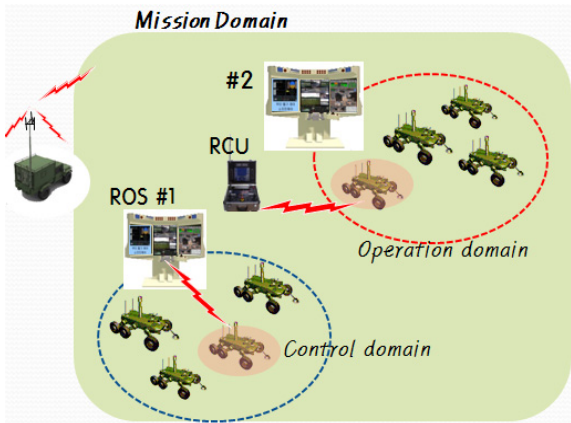 Mission Domain
#2
RCU
ROS #1
Operation domain
Control domain